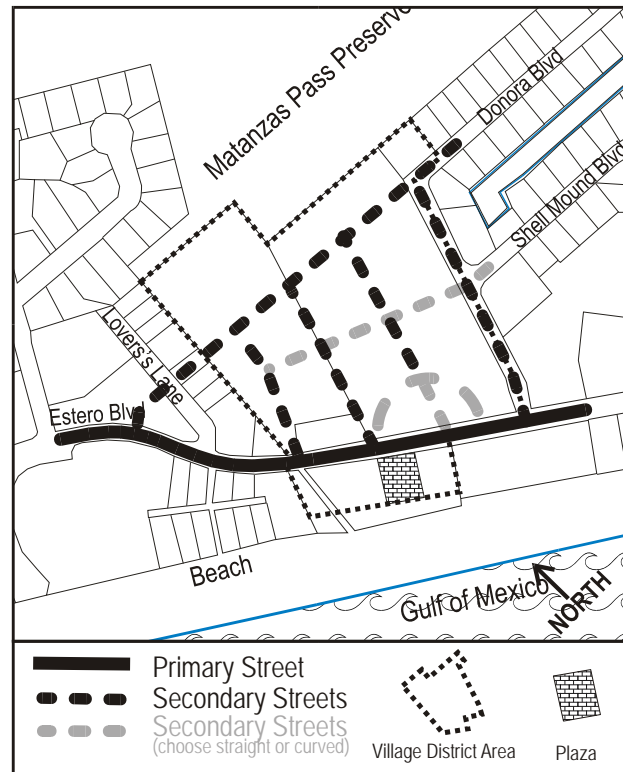 Matanzas Pass Preserve
Donora Blvd
Shell Mound Blvd
Lovers's Lane
Estero Blvd
Beach
Gulf of Mexico
NORTH
Primary Street
Secondary Streets
Secondary Streets
(choose straight or curved)
Village District Area
Plaza